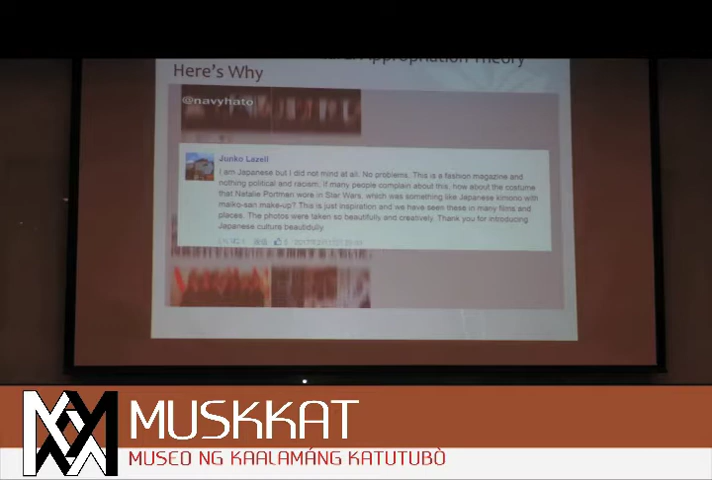 Appropriation Theory
Here's Why
@navyhato
Junko Lazell
I am Japanese but I did not mind at all. No problems. This is a fashion magazine and
nothing political and racism. If many people complain about this, how about the costume
that Natalie Portman wore in Star Wars, which was something like Japanese kimono with
maiko-san make-up? This is just inspiration and we have seen these in many films and
places. The photos were taken so beautifully and creatively. Thank you for introducing
Japanese culture beautifully.
MUSKKAT
MUSEO NG KAALAMÁNG KATUTUBÒ